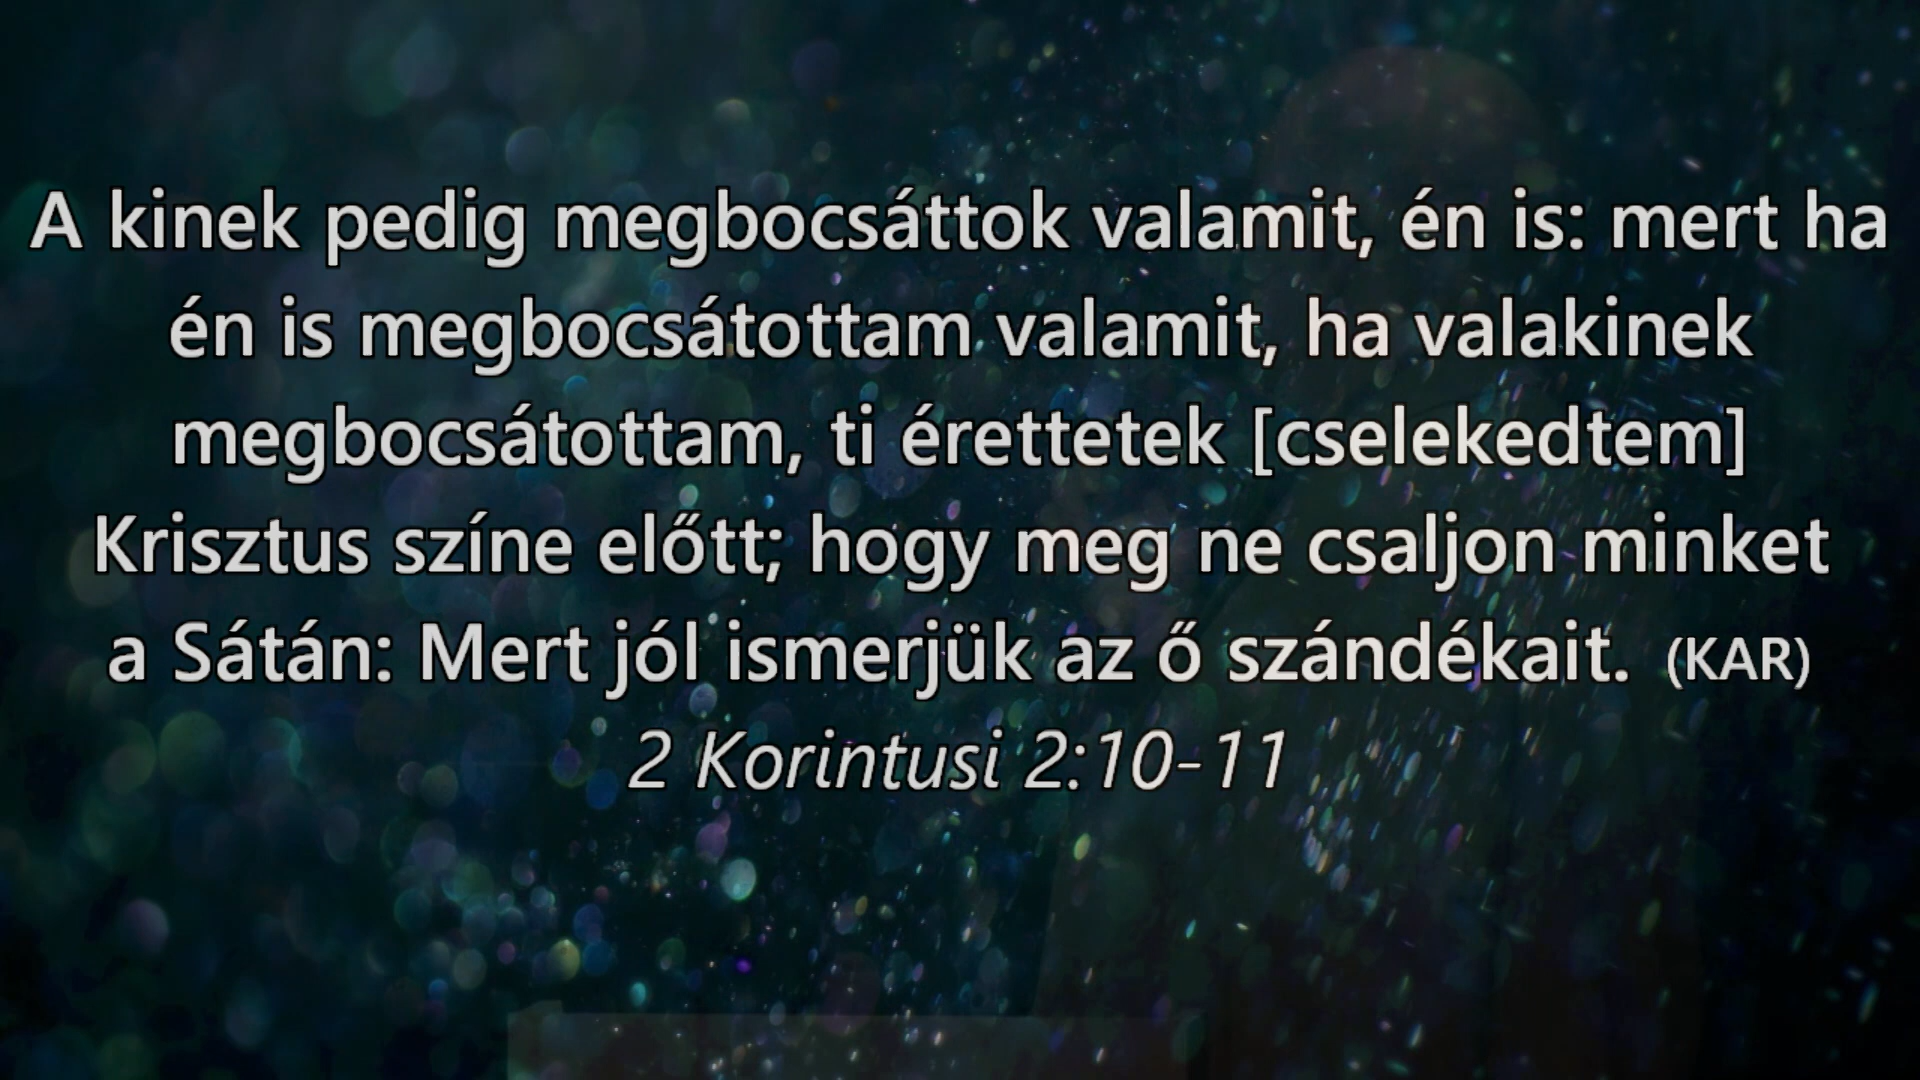 A kinek pedig megbocsáttok valamit, én is: mert ha
én is megbocsátottam valamit, ha valakinek
megbocsátottam, ti érettetek [cselekedtem]
Krisztus színe előtt; hogy meg ne csaljon minket
a Sátán: Mert jól ismerjük az ő szándékait. (KAR)
2 Korintusi 2:10-11